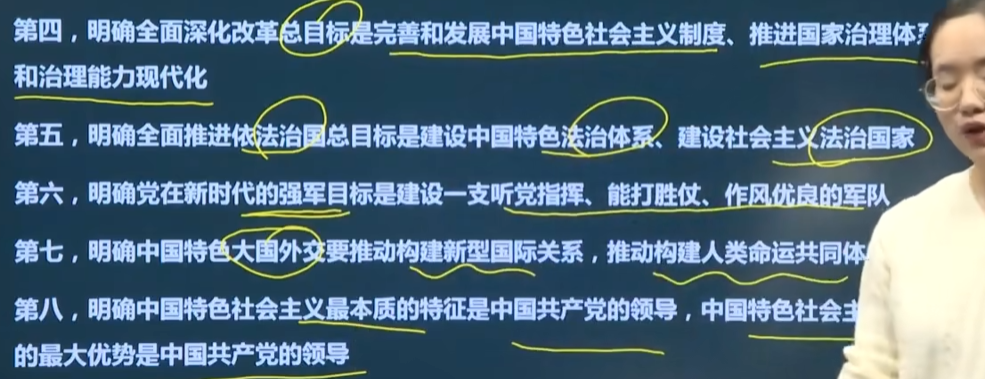 第四，明确全面深化改革总目标是完善和发展中国特色社会主义制度、推进国家治理体
和治理能力现代化
第五，明确全面推进依法治国总目标是建设中国特色法治体系、建设社会主义法治国家
第六，明确党在新时代的强军目标是建设一支听党指挥、能打胜仗、作风优良的军队
第七，明确中国特色大国外交要推动构建新型国际关系，推动构建人类命运共同体
第八，明确中国特色社会主义最本质的特征是中国共产党的领导，中国特色社会
的最大优势是中国共产党的领导